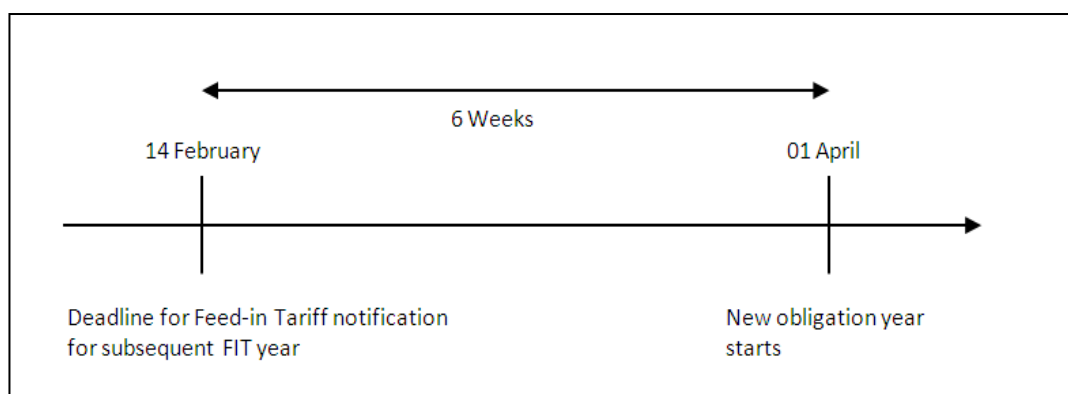 6 Weeks
14 February
01 April
Deadline for Feed-in Tariff notification
for subsequent FIT year
New obligation year
starts